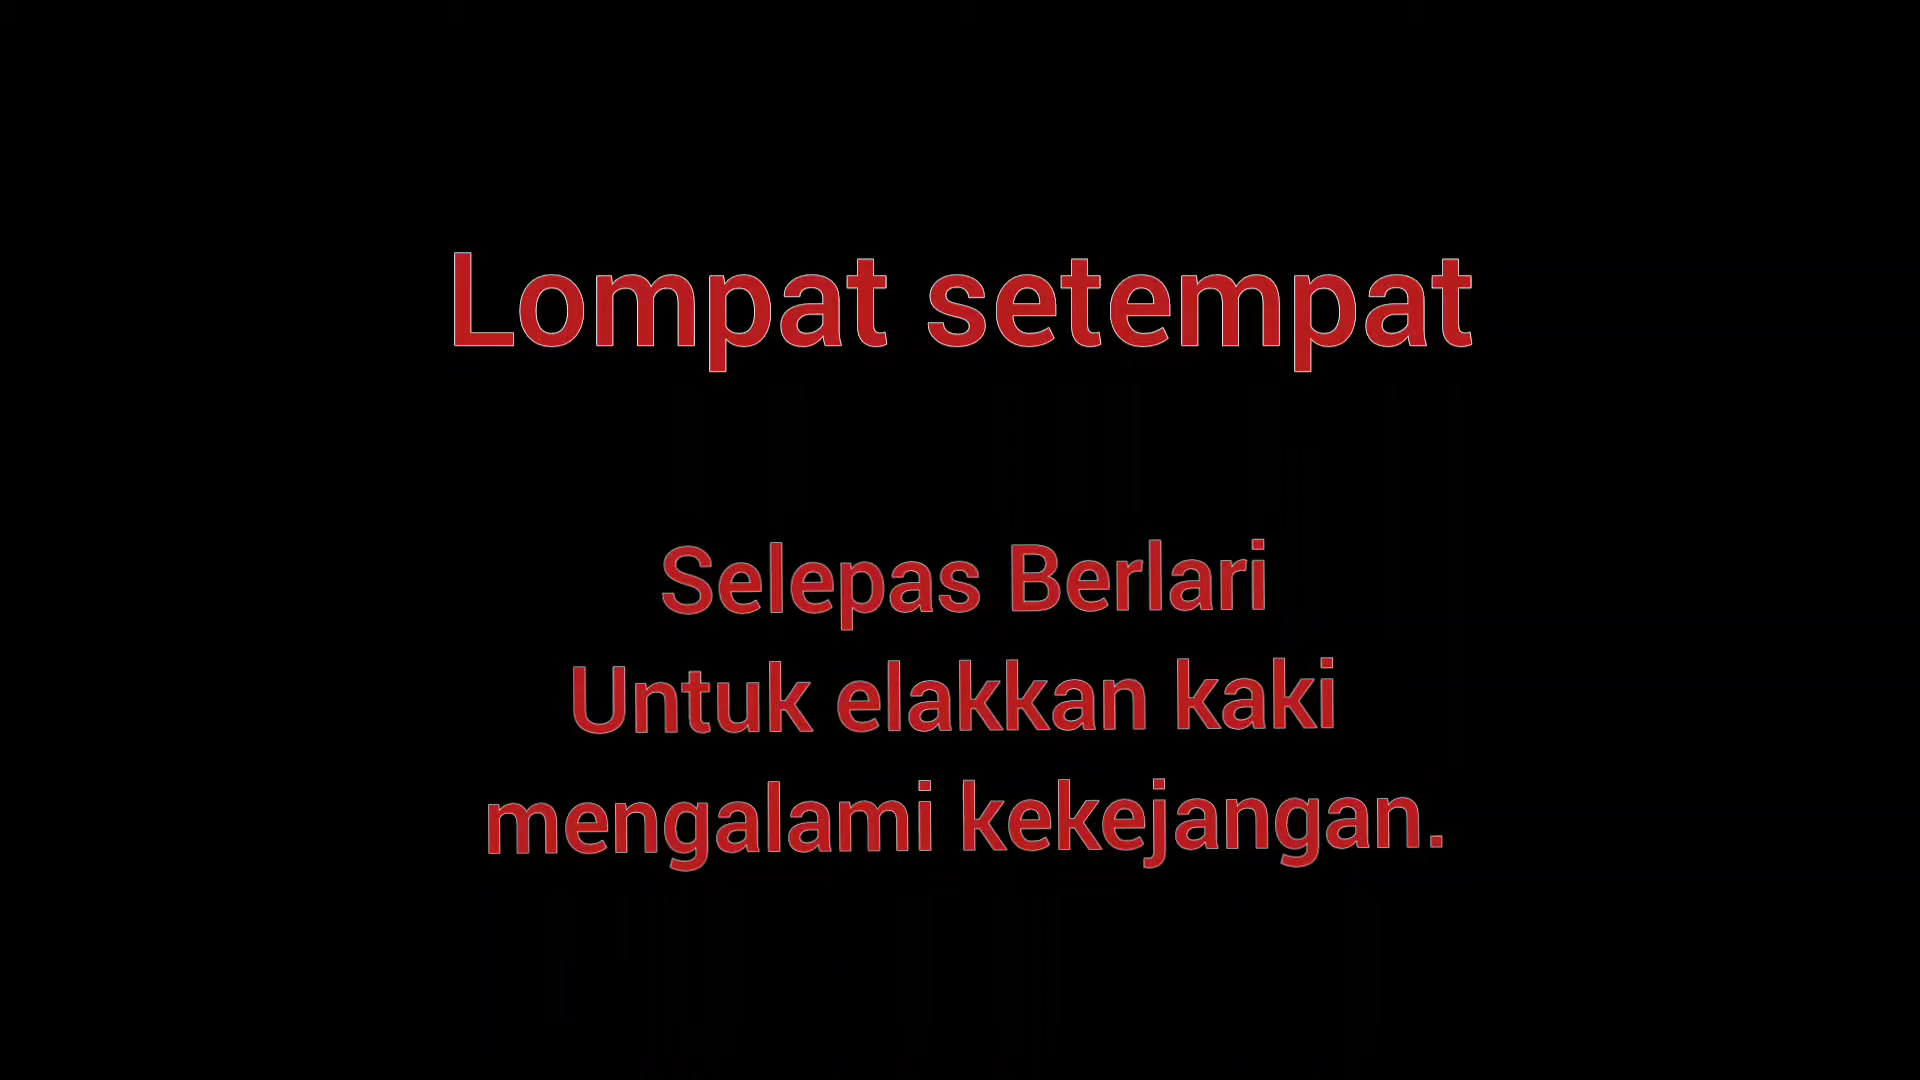 Lompat setempat
Selepas Berlari
Untuk elakkan kaki
mengalami kekejangan.